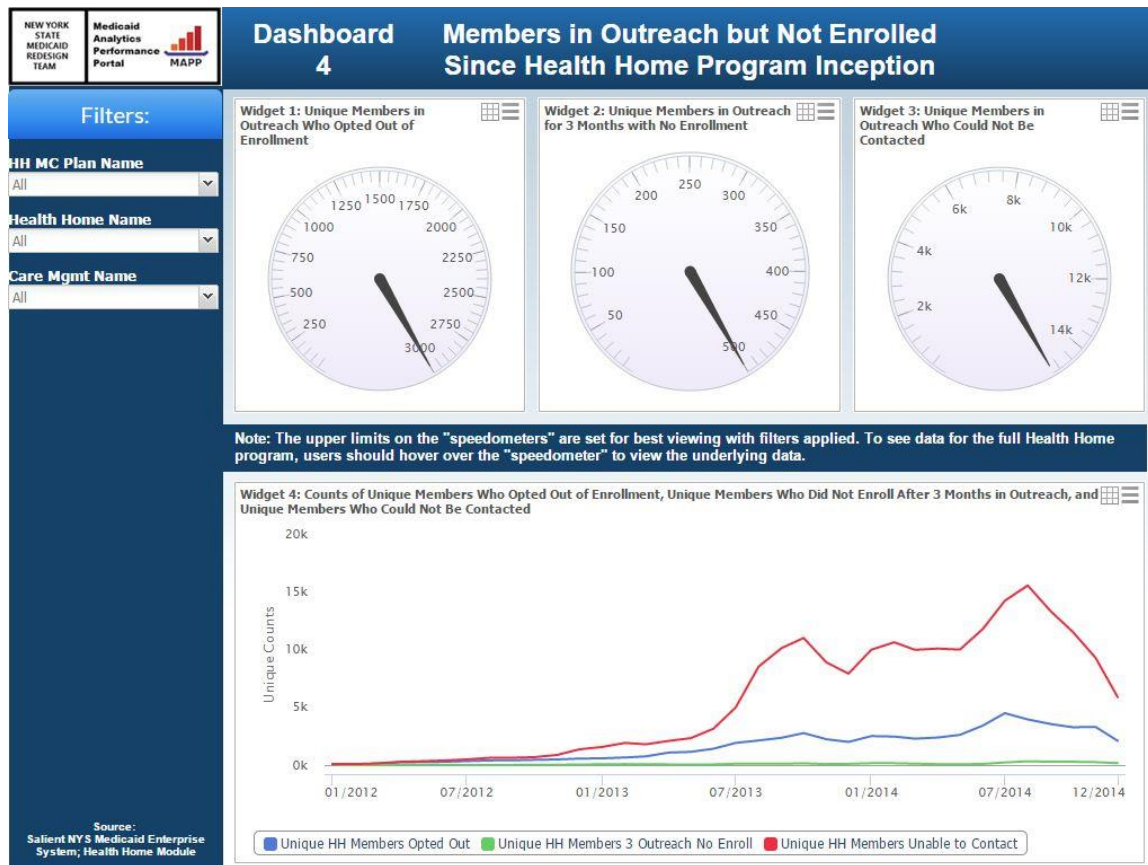 NEW YORK
STATE
MEDICAID
REDESIGN
TEAM
Medicaid
Analytics
Performance
Portal
MAPP
Dashboard
4
Members in Outreach but Not Enrolled
Since Health Home Program Inception
Filters:
HH MC Plan Name
All
Health Home Name
All
Care Mgmt Name
All
Source:
Salient NYS Medicaid Enterprise
System; Health Home Module
Widget 1: Unique Members in
Outreach Who Opted Out of
Enrollment
250
500
750
1000
1250
1500
1750
2000
2250
2500
2750
3000
Widget 2: Unique Members in Outreach
for 3 Months with No Enrollment
50
100
150
200
250
300
350
400
450
500
Widget 3: Unique Members in
Outreach Who Could Not Be
Contacted
2k
4k
6k
8k
10k
12k
14k
Note: The upper limits on the "speedometers" are set for best viewing with filters applied. To see data for the full Health Home
program, users should hover over the "speedometer" to view the underlying data.
Widget 4: Counts of Unique Members Who Opted Out of Enrollment, Unique Members Who Did Not Enroll After 3 Months in Outreach, and
Unique Members Who Could Not Be Contacted
Unique Counts
20k
15k
10k
5k
0k
01/2012 07/2012 01/2013 07/2013 01/2014 07/2014 12/2014
Unique HH Members Opted Out Unique HH Members 3 Outreach No Enroll Unique HH Members Unable to Contact